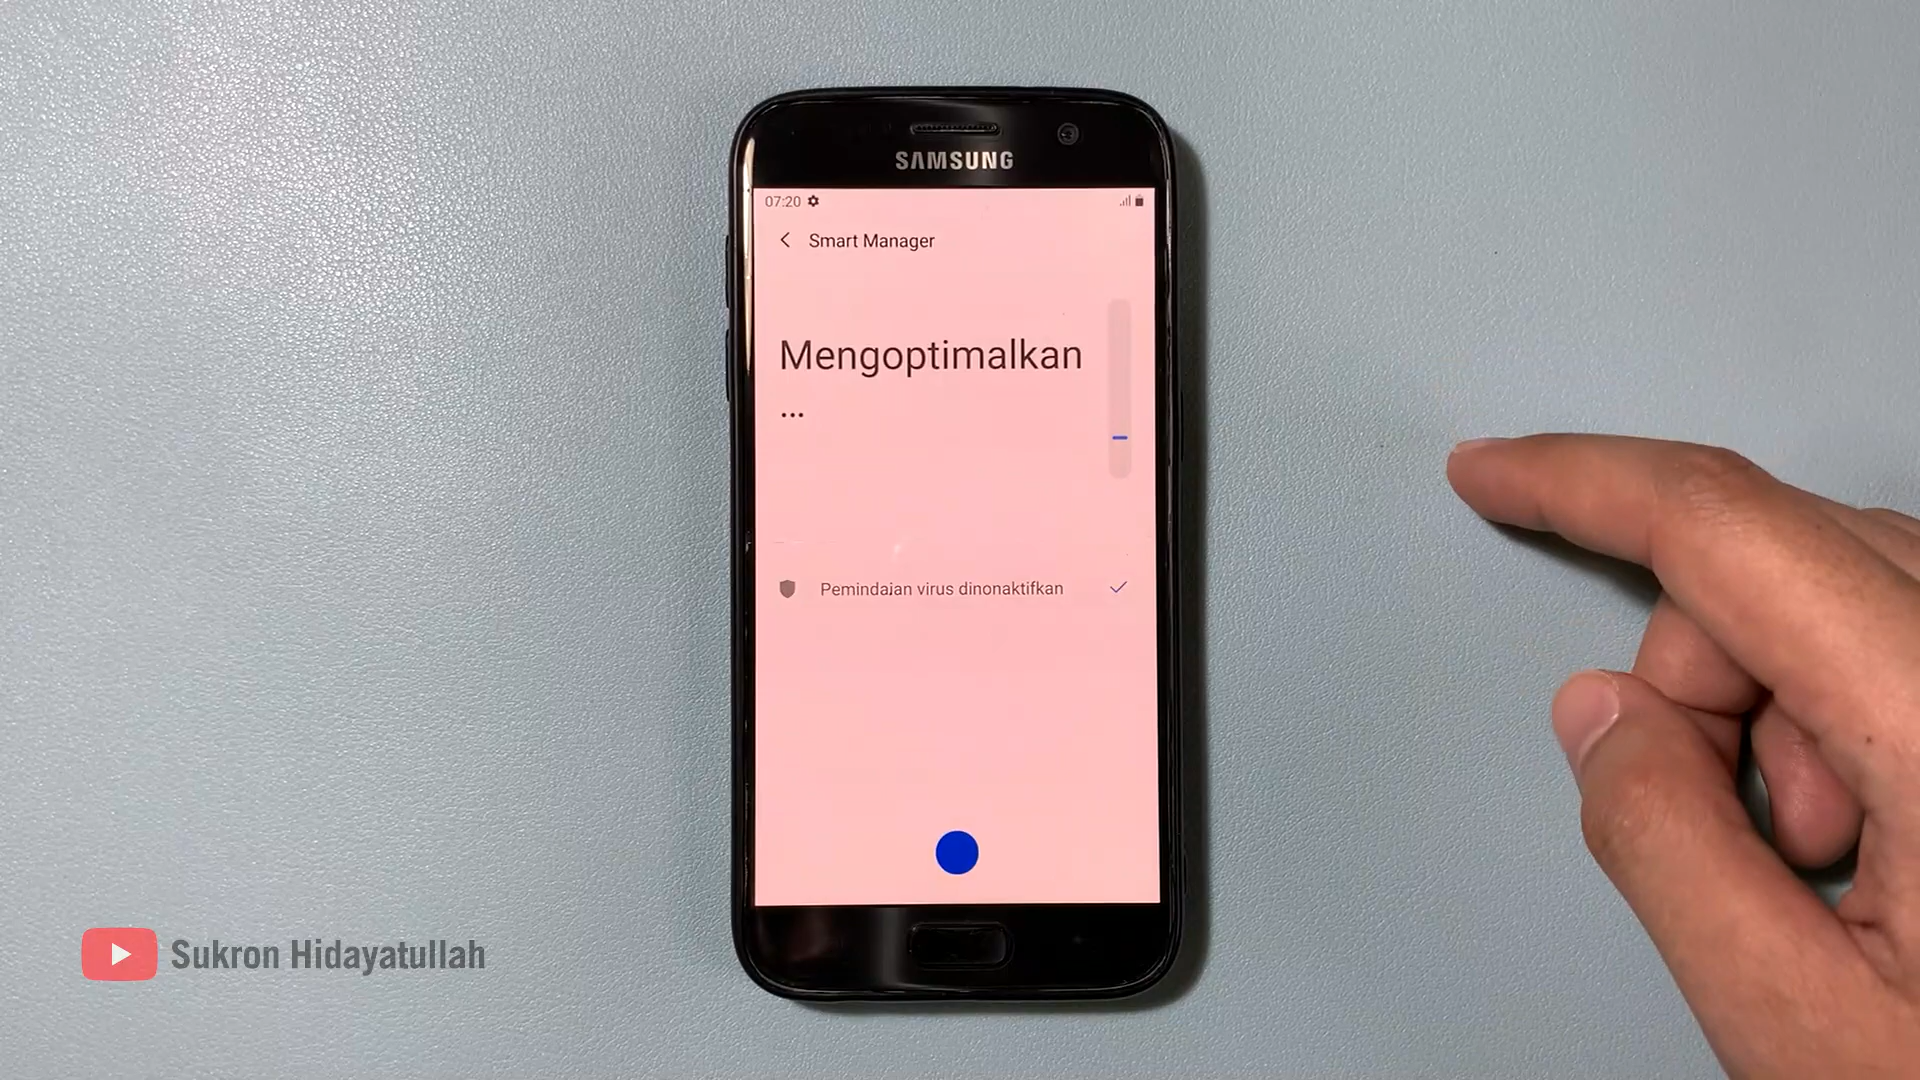 SAMSUNG
07:20
Smart Manager
Mengoptimalkan
...
Pemindaian virus dinonaktifkan
Sukron Hidayatullah